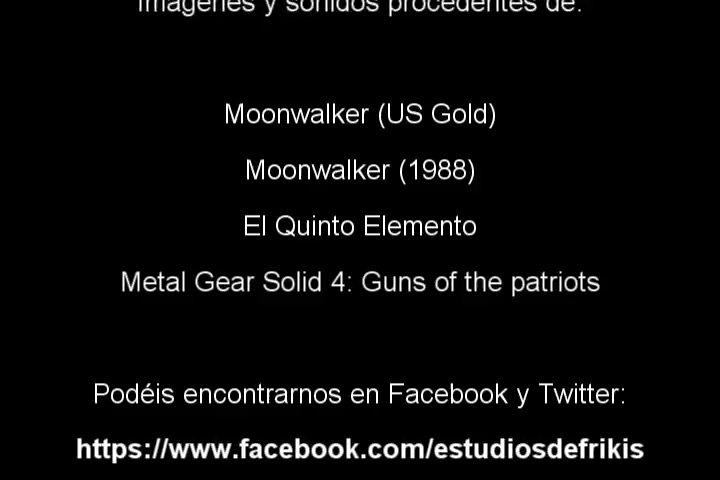 Imágenes y sonidos procedentes de:
Moonwalker (US Gold)
Moonwalker (1988)
El Quinto Elemento
Metal Gear Solid 4: Guns of the patriots
Podéis encontrarnos en Facebook y Twitter:
https://www.facebook.com/estudiosdefrikis